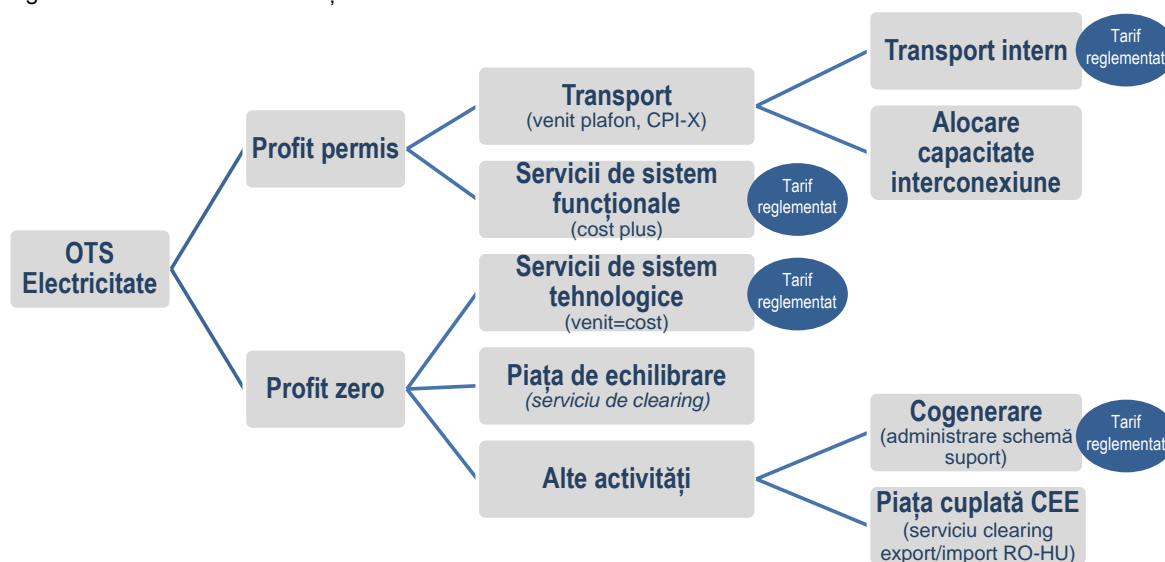 OTS
Electricitate
Profit permis
Transport
(venit plafon, CPI-X)
Transport intern
Tarif
reglementat
Alocare
capacitate
interconexiune
Servicii de sistem
funcționale
(cost plus)
Tarif
reglementat
Profit zero
Servicii de sistem
tehnologice
(venit=cost)
Tarif
reglementat
Piața de echilibrare
(serviciu de clearing)
Alte activități
Cogenerare
(administrare schemă
suport)
Tarif
reglementat
Piața cuplată CEE
(serviciu clearing
export/import RO-HU)